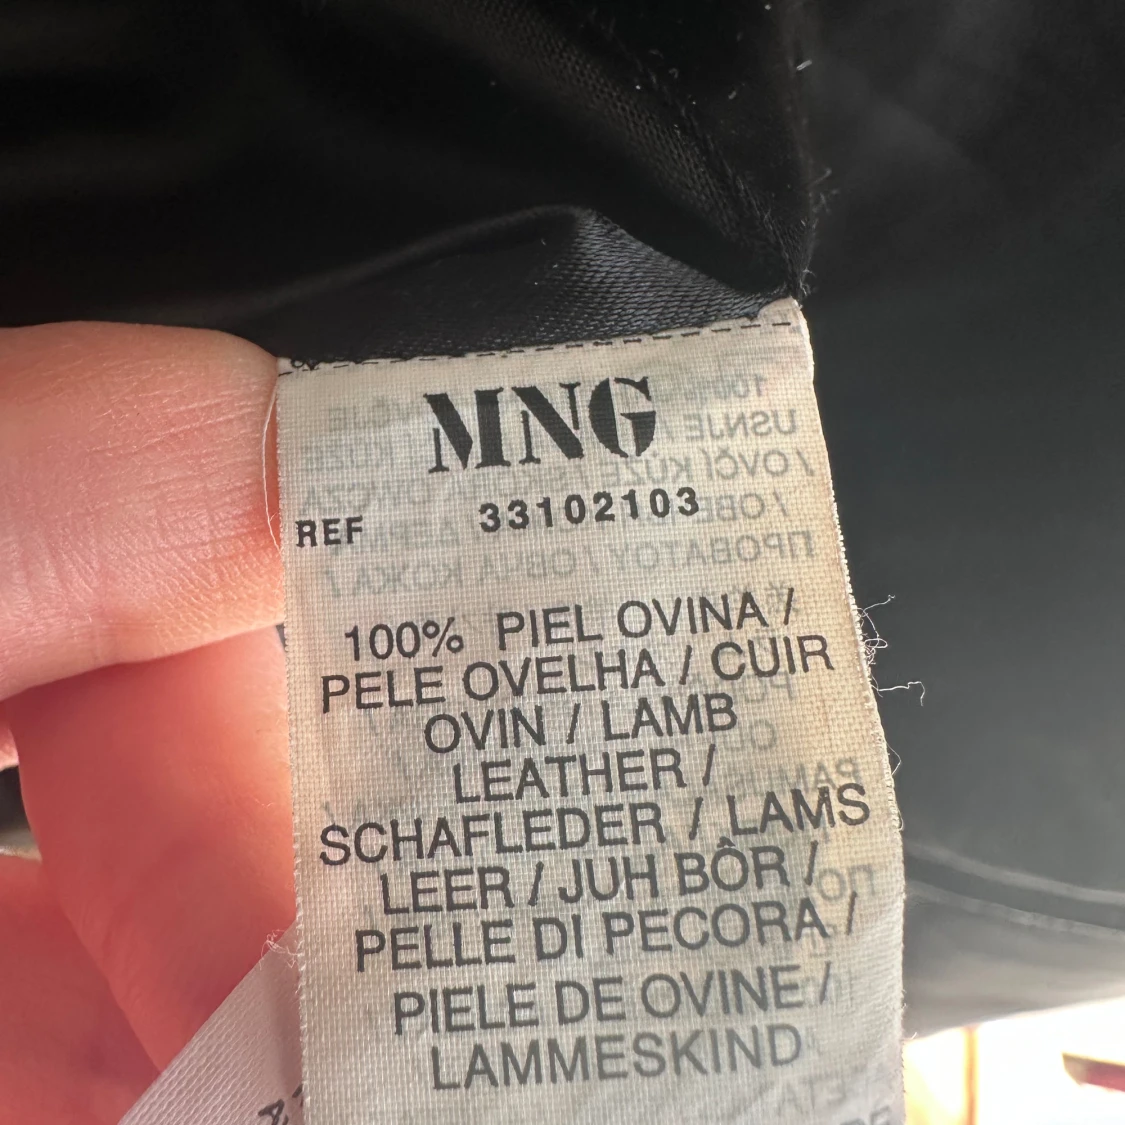 MNG
REF 33102103
100% PIEL OVINA /
PELE OVELHA / CUIR
OVIN / LAMB
LEATHER /
SCHAFLEDER / LAMS
LEER / JUH BÔR /
PELLE DI PECORA /
PIELE DE OVINE /
LAMMESKIND